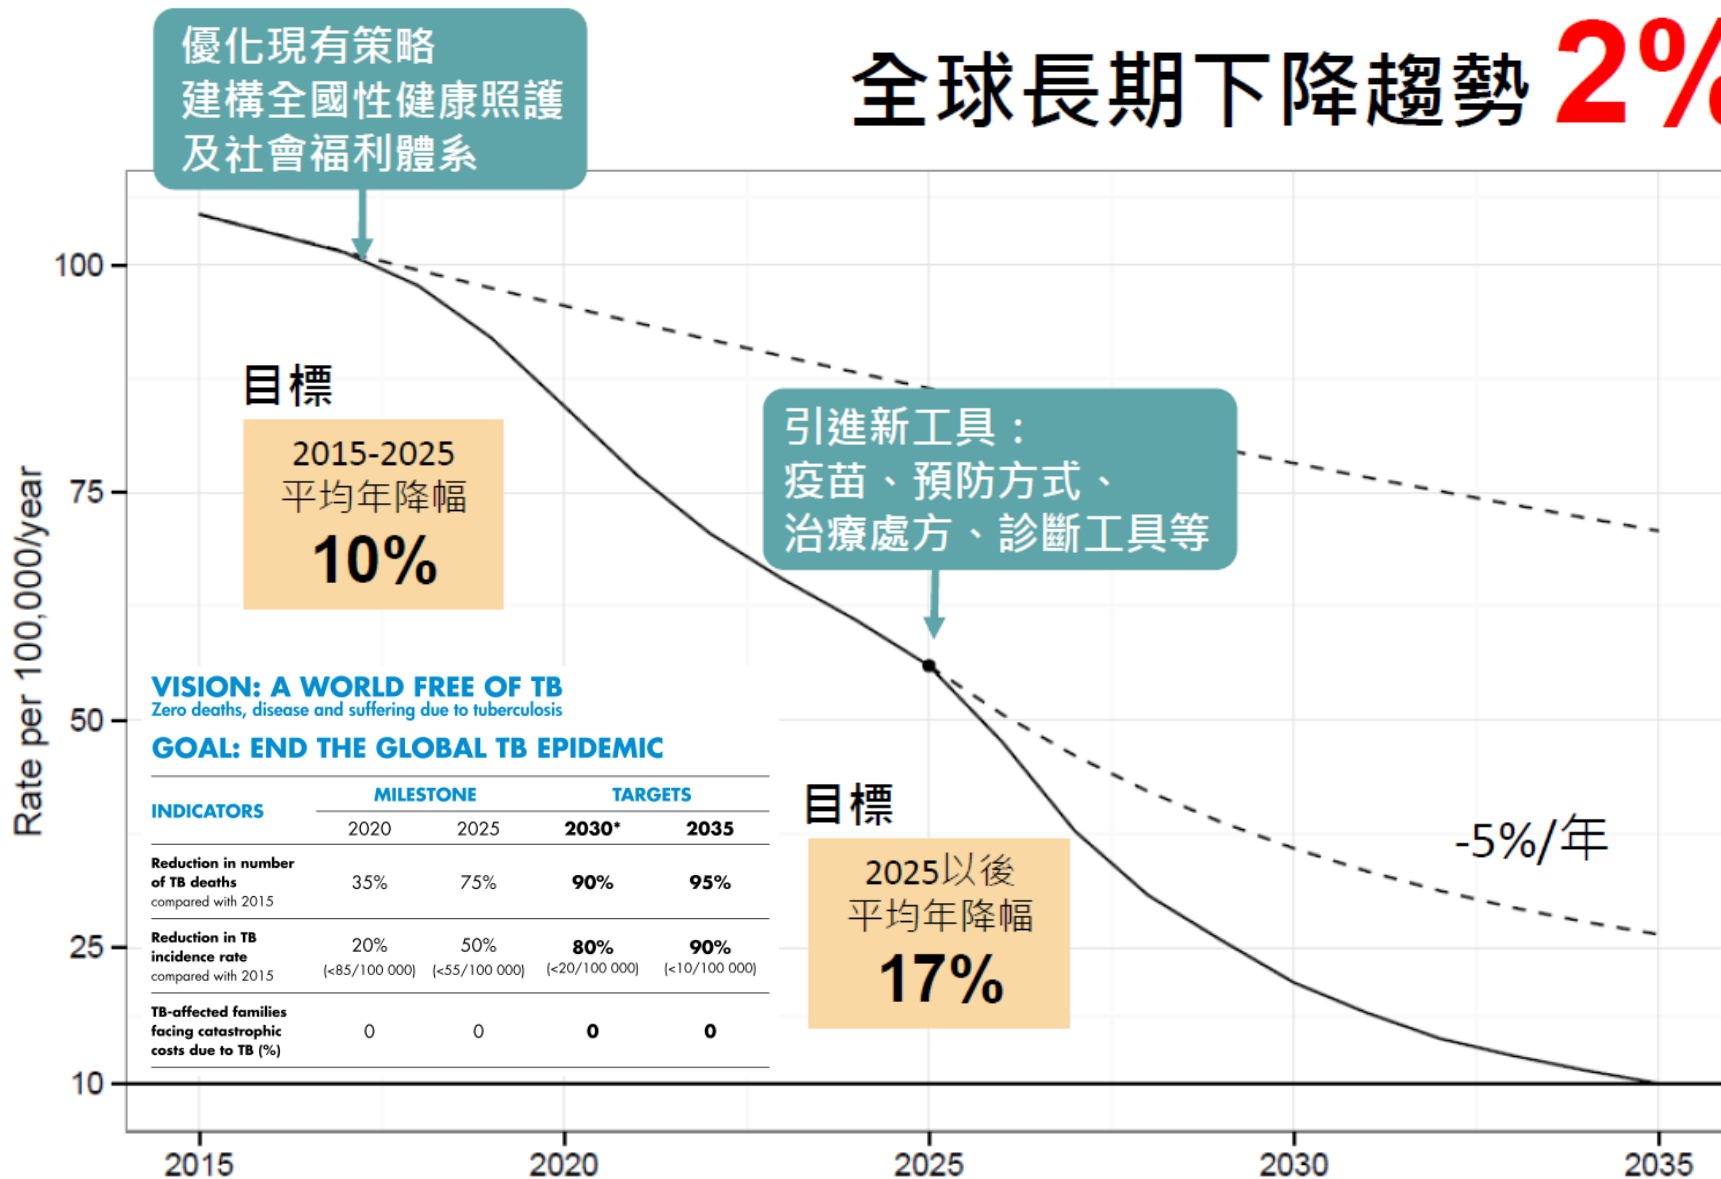 優化現有策略
建構全國性健康照護
及社會福利體系
全球長期下降趨勢 2%
Rate per 100,000/year
100
75
50
25
10
目標
2015-2025
平均年降幅
10%
引進新工具：
疫苗、預防方式、
治療處方、診斷工具等
VISION: A WORLD FREE OF TB
Zero deaths, disease and suffering due to tuberculosis
GOAL: END THE GLOBAL TB EPIDEMIC
INDICATORS MILESTONE TARGETS
2020 2025 2030* 2035
Reduction in number
of TB deaths
compared with 2015
35% 75% 90% 95%
Reduction in TB
incidence rate
compared with 2015
20% 50% 80% 90%
(<85/100 000) (<55/100 000) (<20/100 000) (<10/100 000)
TB-affected families
facing catastrophic
costs due to TB (%)
0 0 0 0
目標
2025以後
平均年降幅
17%
-5%/年
2015 2020 2025 2030 2035